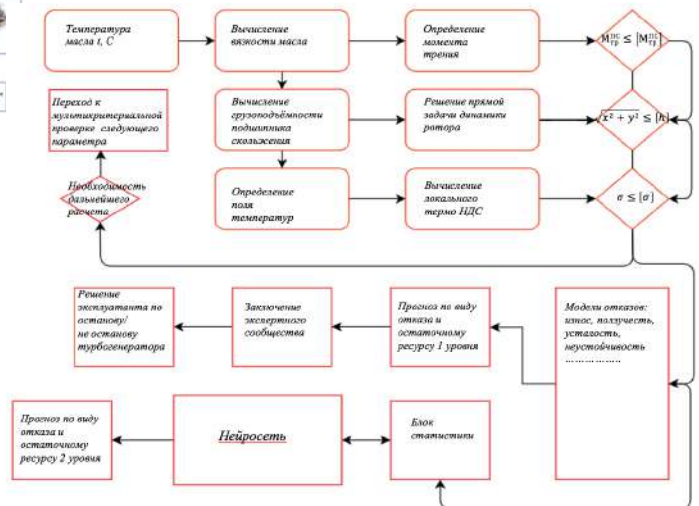 Температура
масла t, C
Вычисление
вязкости масла
Определение
момента
трения
M тр пс ≤ [M тр пс]
Переход к
мультикритериальной
проверке следующего
параметра
Вычисление
грузоподъёмности
подшипника
скольжения
Решение прямой
задачи динамики
ротора
√x² + y² ≤ [h]
Необходимость
дальнейшего
расчета
Определение
поля
температур
Вычисление
локального
термо НДС
σ ≤ [σ]
Решение
эксплуатанта по
останову/
не останову
турбогенератора
Заключение
экспертного
сообщества
Прогноз по виду
отказа и
остаточному
ресурсу 1 уровня
Модели отказов:
износ, ползучесть,
усталость,
неустойчивость
................
Прогноз по виду
отказа и
остаточному
ресурсу 2 уровня
Нейросеть
Блок
статистики